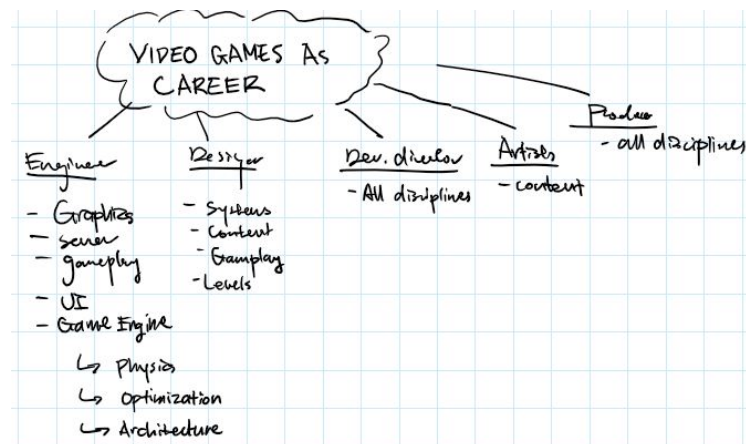 VIDEO GAMES AS
CAREER
Engineer
- Graphics
- server
- gameplay
- UI
- Game Engine
↳ Physics
↳ Optimization
↳ Architecture
Designer
- Systems
- Content
- Gameplay
- Levels
Dev. director
- All disciplines
Artists
- content
Producer
- all disciplines